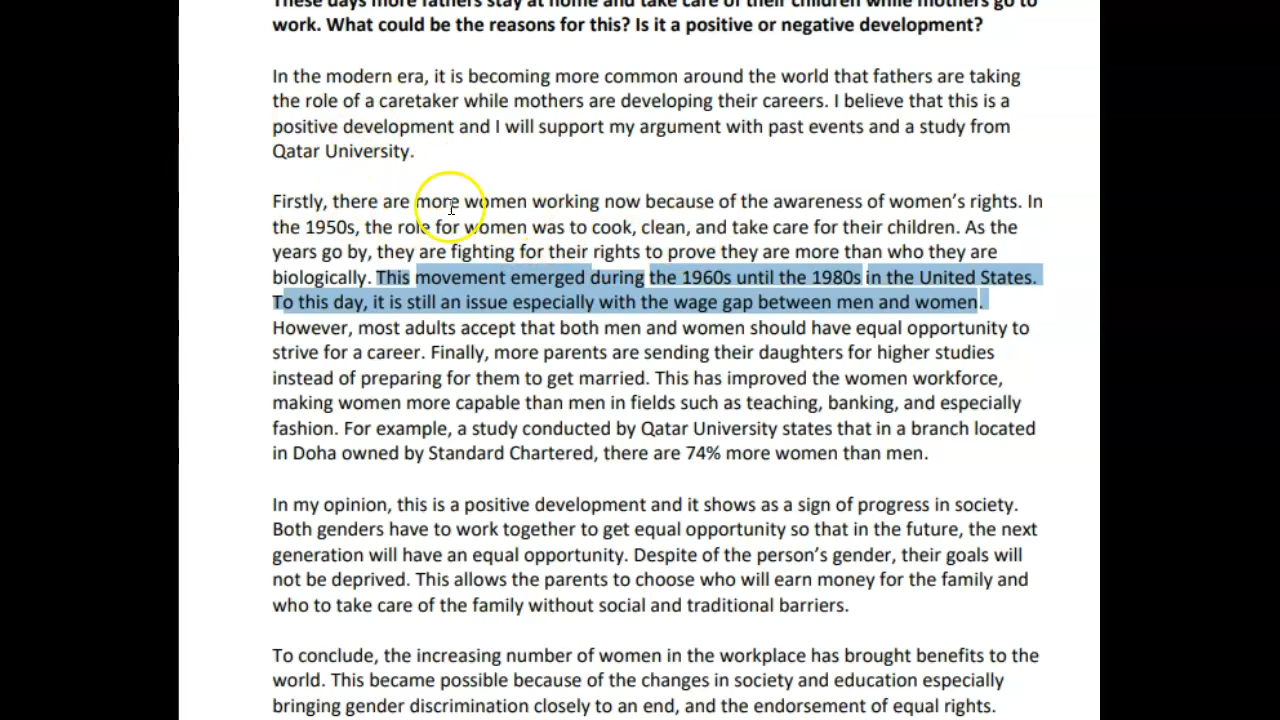 These days more fathers stay at home and take care of their children while mothers go to
work. What could be the reasons for this? Is it a positive or negative development?
In the modern era, it is becoming more common around the world that fathers are taking
the role of a caretaker while mothers are developing their careers. I believe that this is a
positive development and I will support my argument with past events and a study from
Qatar University.
Firstly, there are more women working now because of the awareness of women’s rights. In
the 1950s, the role for women was to cook, clean, and take care for their children. As the
years go by, they are fighting for their rights to prove they are more than who they are
biologically. This movement emerged during the 1960s until the 1980s in the United States.
To this day, it is still an issue especially with the wage gap between men and women.
However, most adults accept that both men and women should have equal opportunity to
strive for a career. Finally, more parents are sending their daughters for higher studies
instead of preparing for them to get married. This has improved the women workforce,
making women more capable than men in fields such as teaching, banking, and especially
fashion. For example, a study conducted by Qatar University states that in a branch located
in Doha owned by Standard Chartered, there are 74% more women than men.
In my opinion, this is a positive development and it shows as a sign of progress in society.
Both genders have to work together to get equal opportunity so that in the future, the next
generation will have an equal opportunity. Despite of the person’s gender, their goals will
not be deprived. This allows the parents to choose who will earn money for the family and
who to take care of the family without social and traditional barriers.
To conclude, the increasing number of women in the workplace has brought benefits to the
world. This became possible because of the changes in society and education especially
bringing gender discrimination closely to an end, and the endorsement of equal rights.